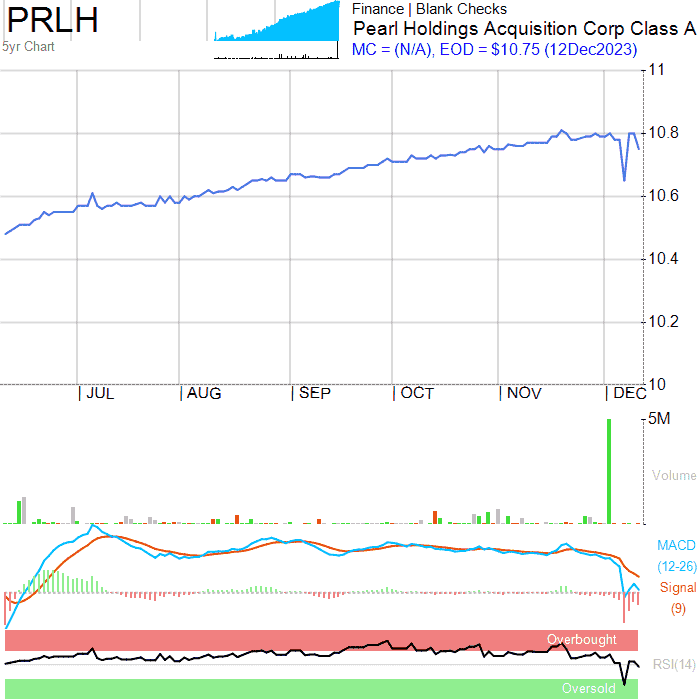 PRLH
5yr Chart
Finance | Blank Checks
Pearl Holdings Acquisition Corp Class A
MC = (N/A), EOD = $10.75 (12Dec2023)
11
10.8
10.6
10.4
10.2
10
| JUL | AUG | SEP | OCT | NOV | DEC
5M
Volume
MACD
(12-26)
Signal
(9)
Overbought
RSI(14)
Oversold